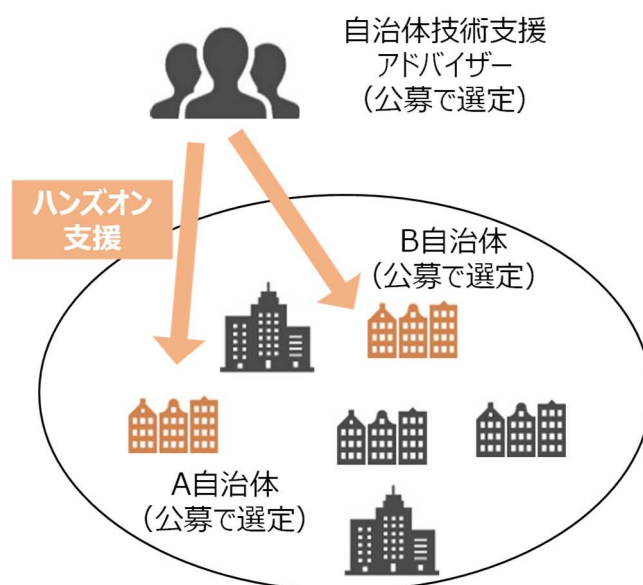 自治体技術支援
アドバイザー
（公募で選定）
ハンズオン
支援
B自治体
（公募で選定）
A自治体
（公募で選定）